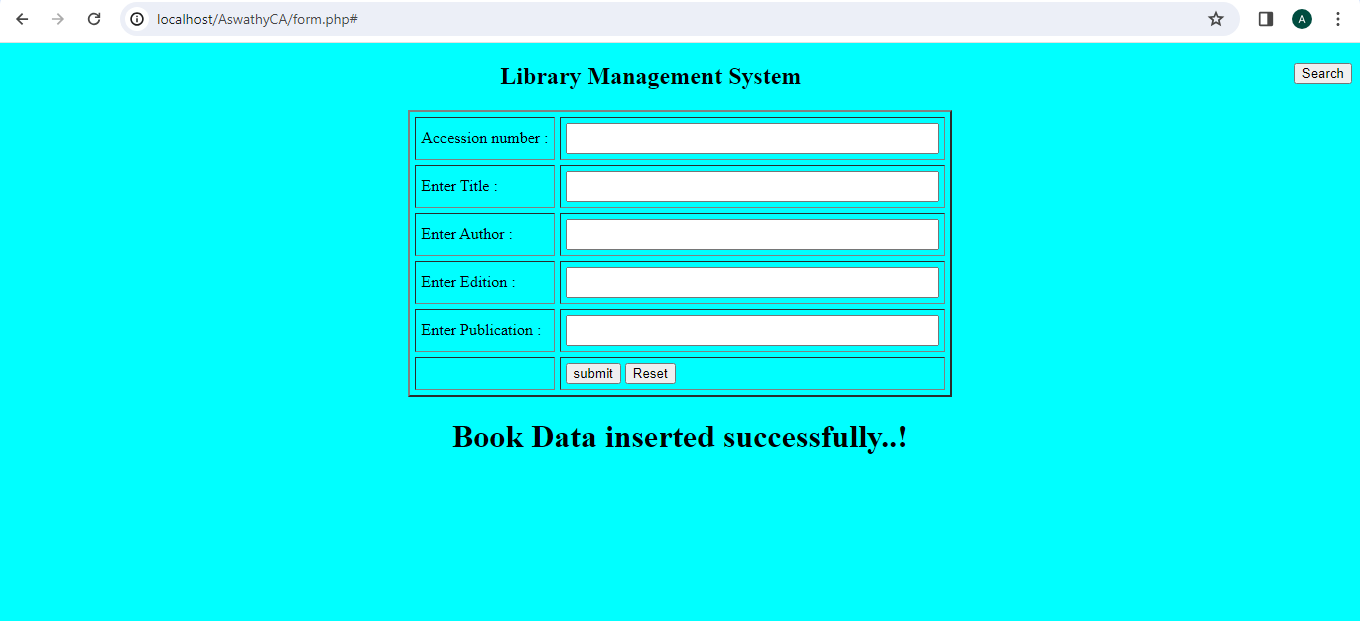 localhost/AswathyCA/form.php#
A
Library Management System
Search
Accession number :
Enter Title :
Enter Author :
Enter Edition :
Enter Publication :
submit Reset
Book Data inserted successfully..!